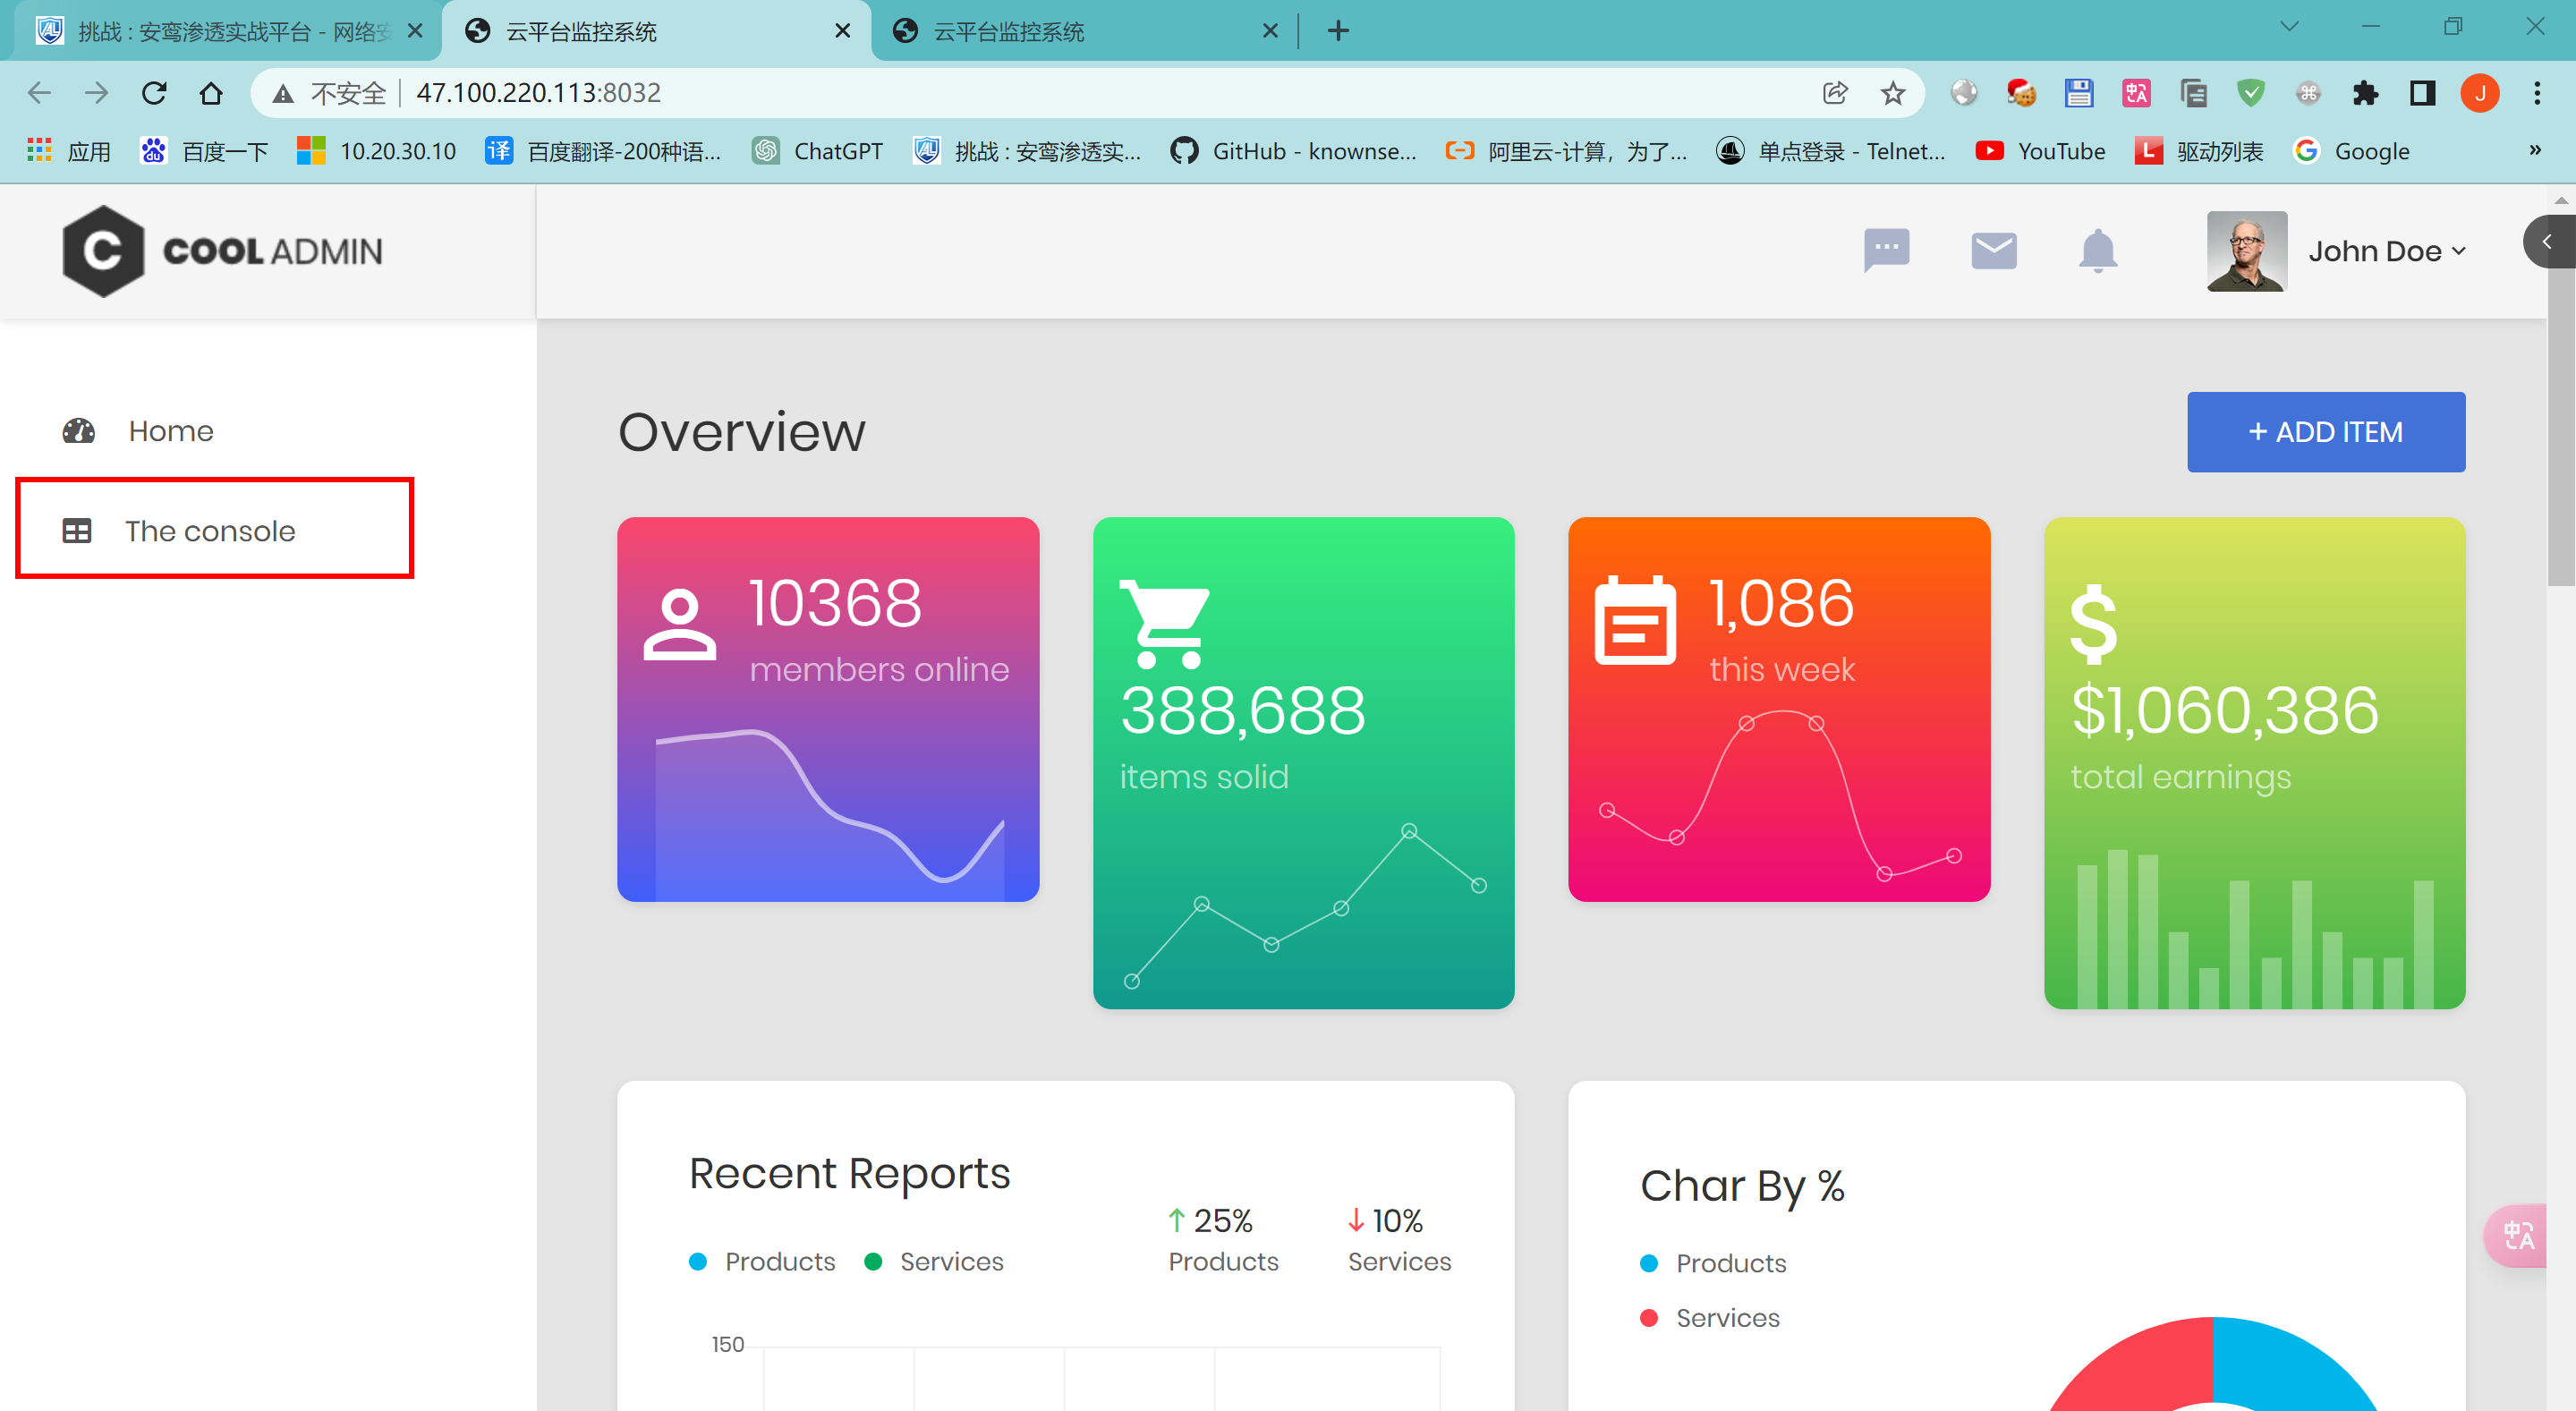 挑战 : 安鸾渗透实战平台 - 网络安
云平台监控系统
云平台监控系统
不安全
47.100.220.113:8032
J
应用
百度一下
10.20.30.10
百度翻译-200种语...
ChatGPT
挑战 : 安鸾渗透实...
GitHub - knownse...
阿里云-计算，为了...
单点登录 - Telnet...
YouTube
驱动列表
Google
COOL ADMIN
John Doe
Home
The console
Overview
+ ADD ITEM
10368
members online
388,688
items solid
1,086
this week
$1,060,386
total earnings
Recent Reports
Products
Services
25%
Products
10%
Services
150
Char By %
Products
Services